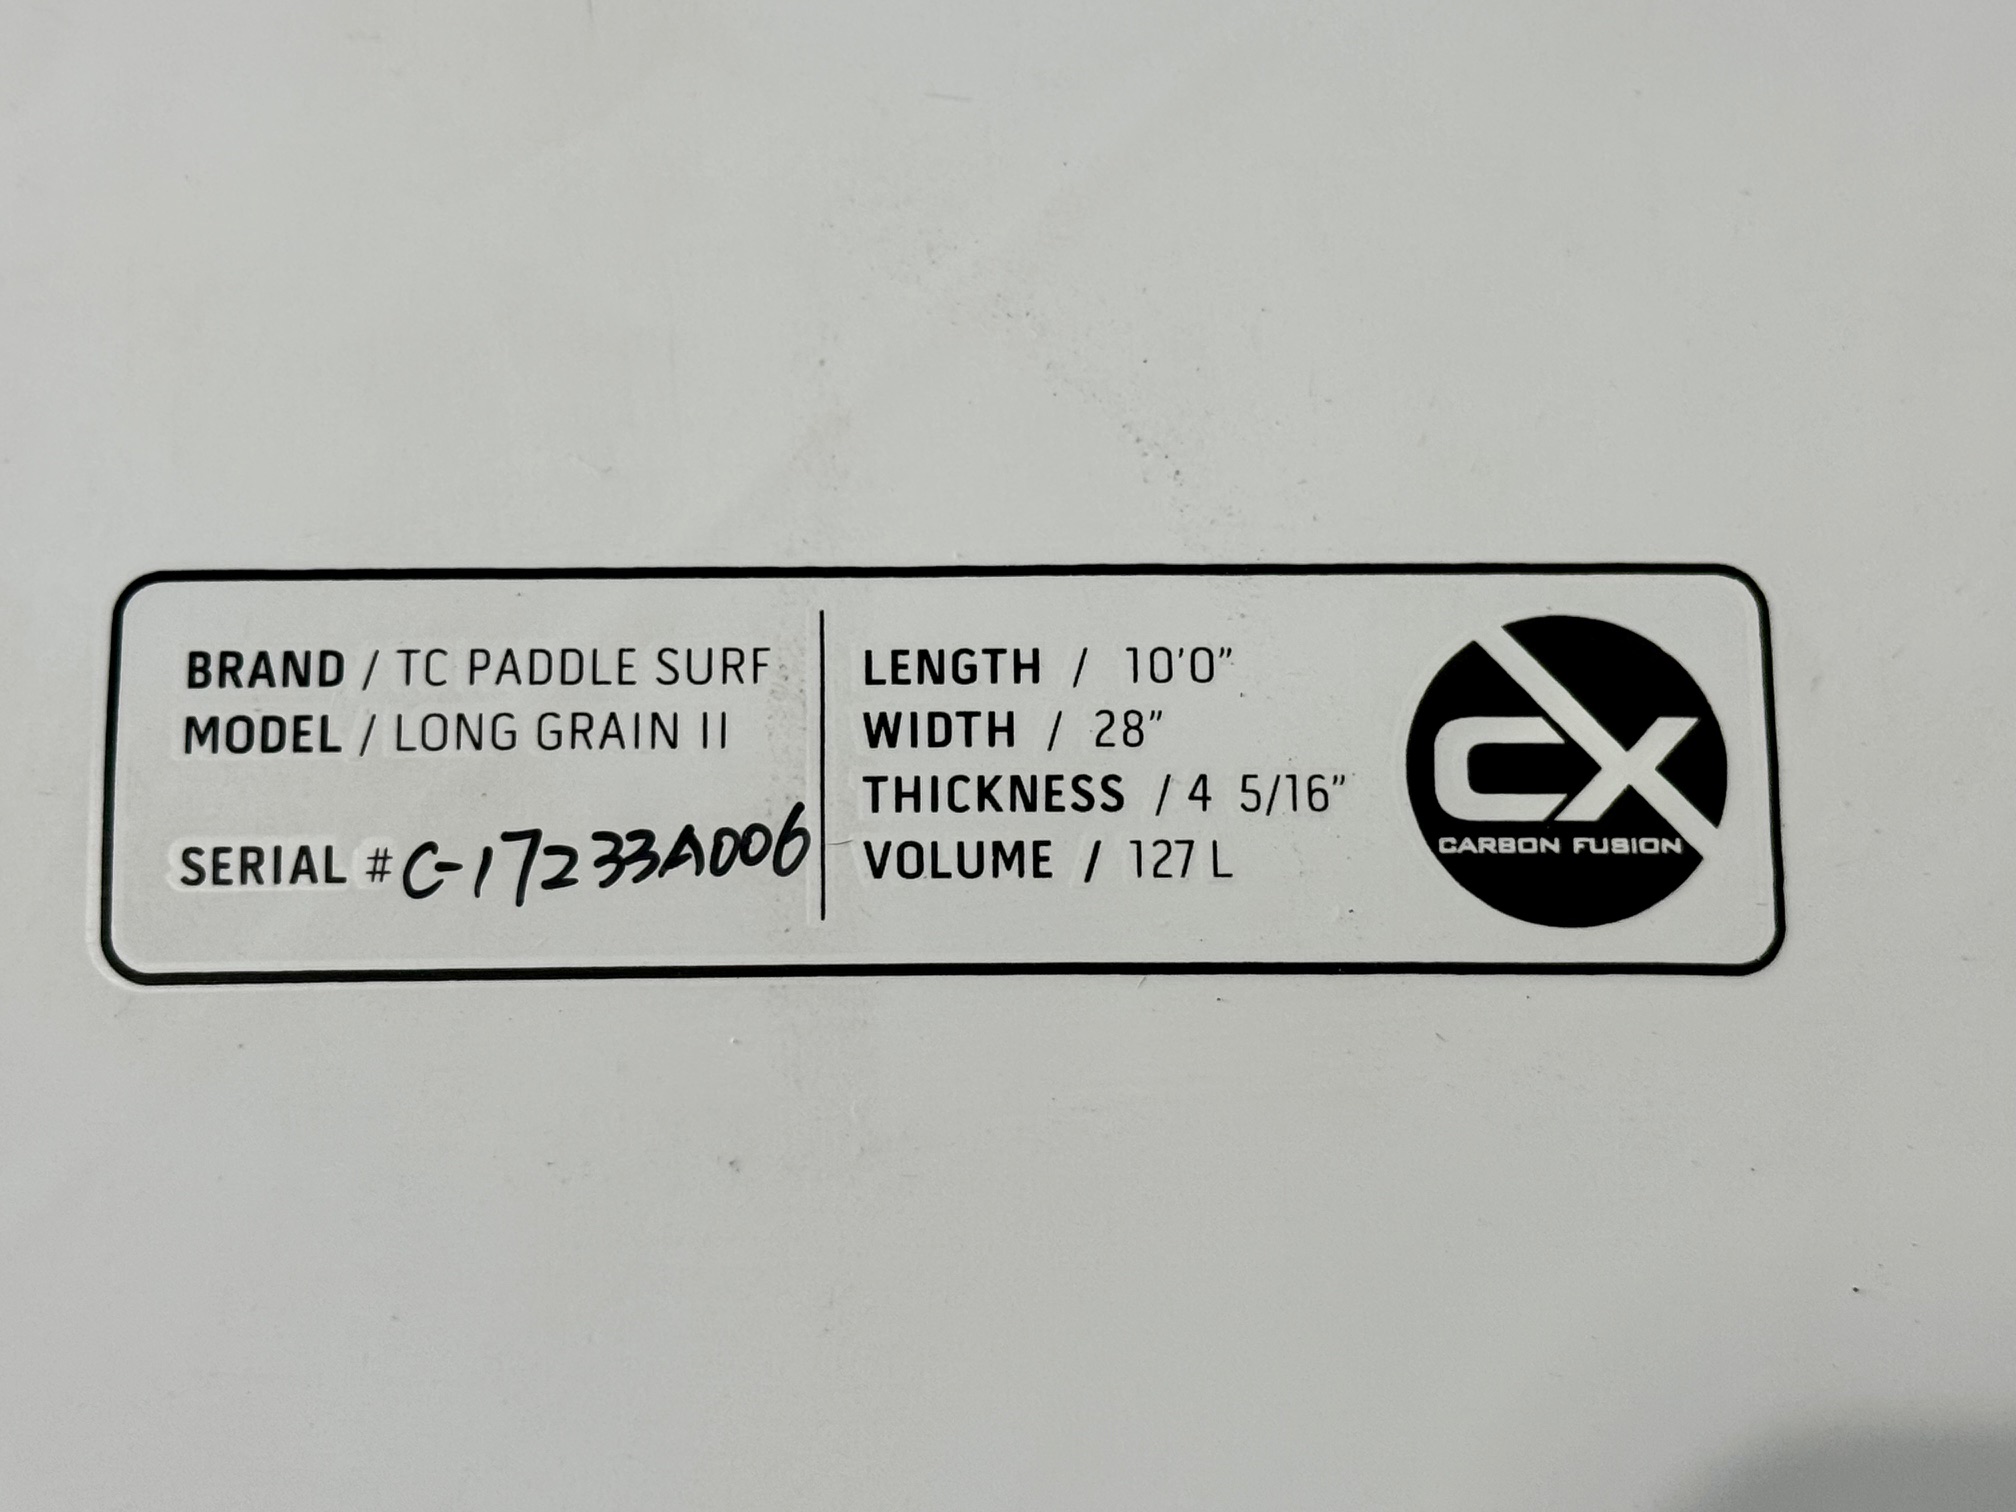 BRAND / TC PADDLE SURF
MODEL / LONG GRAIN II
SERIAL # C-17233A006
LENGTH / 10'0"
WIDTH / 28"
THICKNESS / 4 5/16"
VOLUME / 127 L
CX
CARBON FUSION